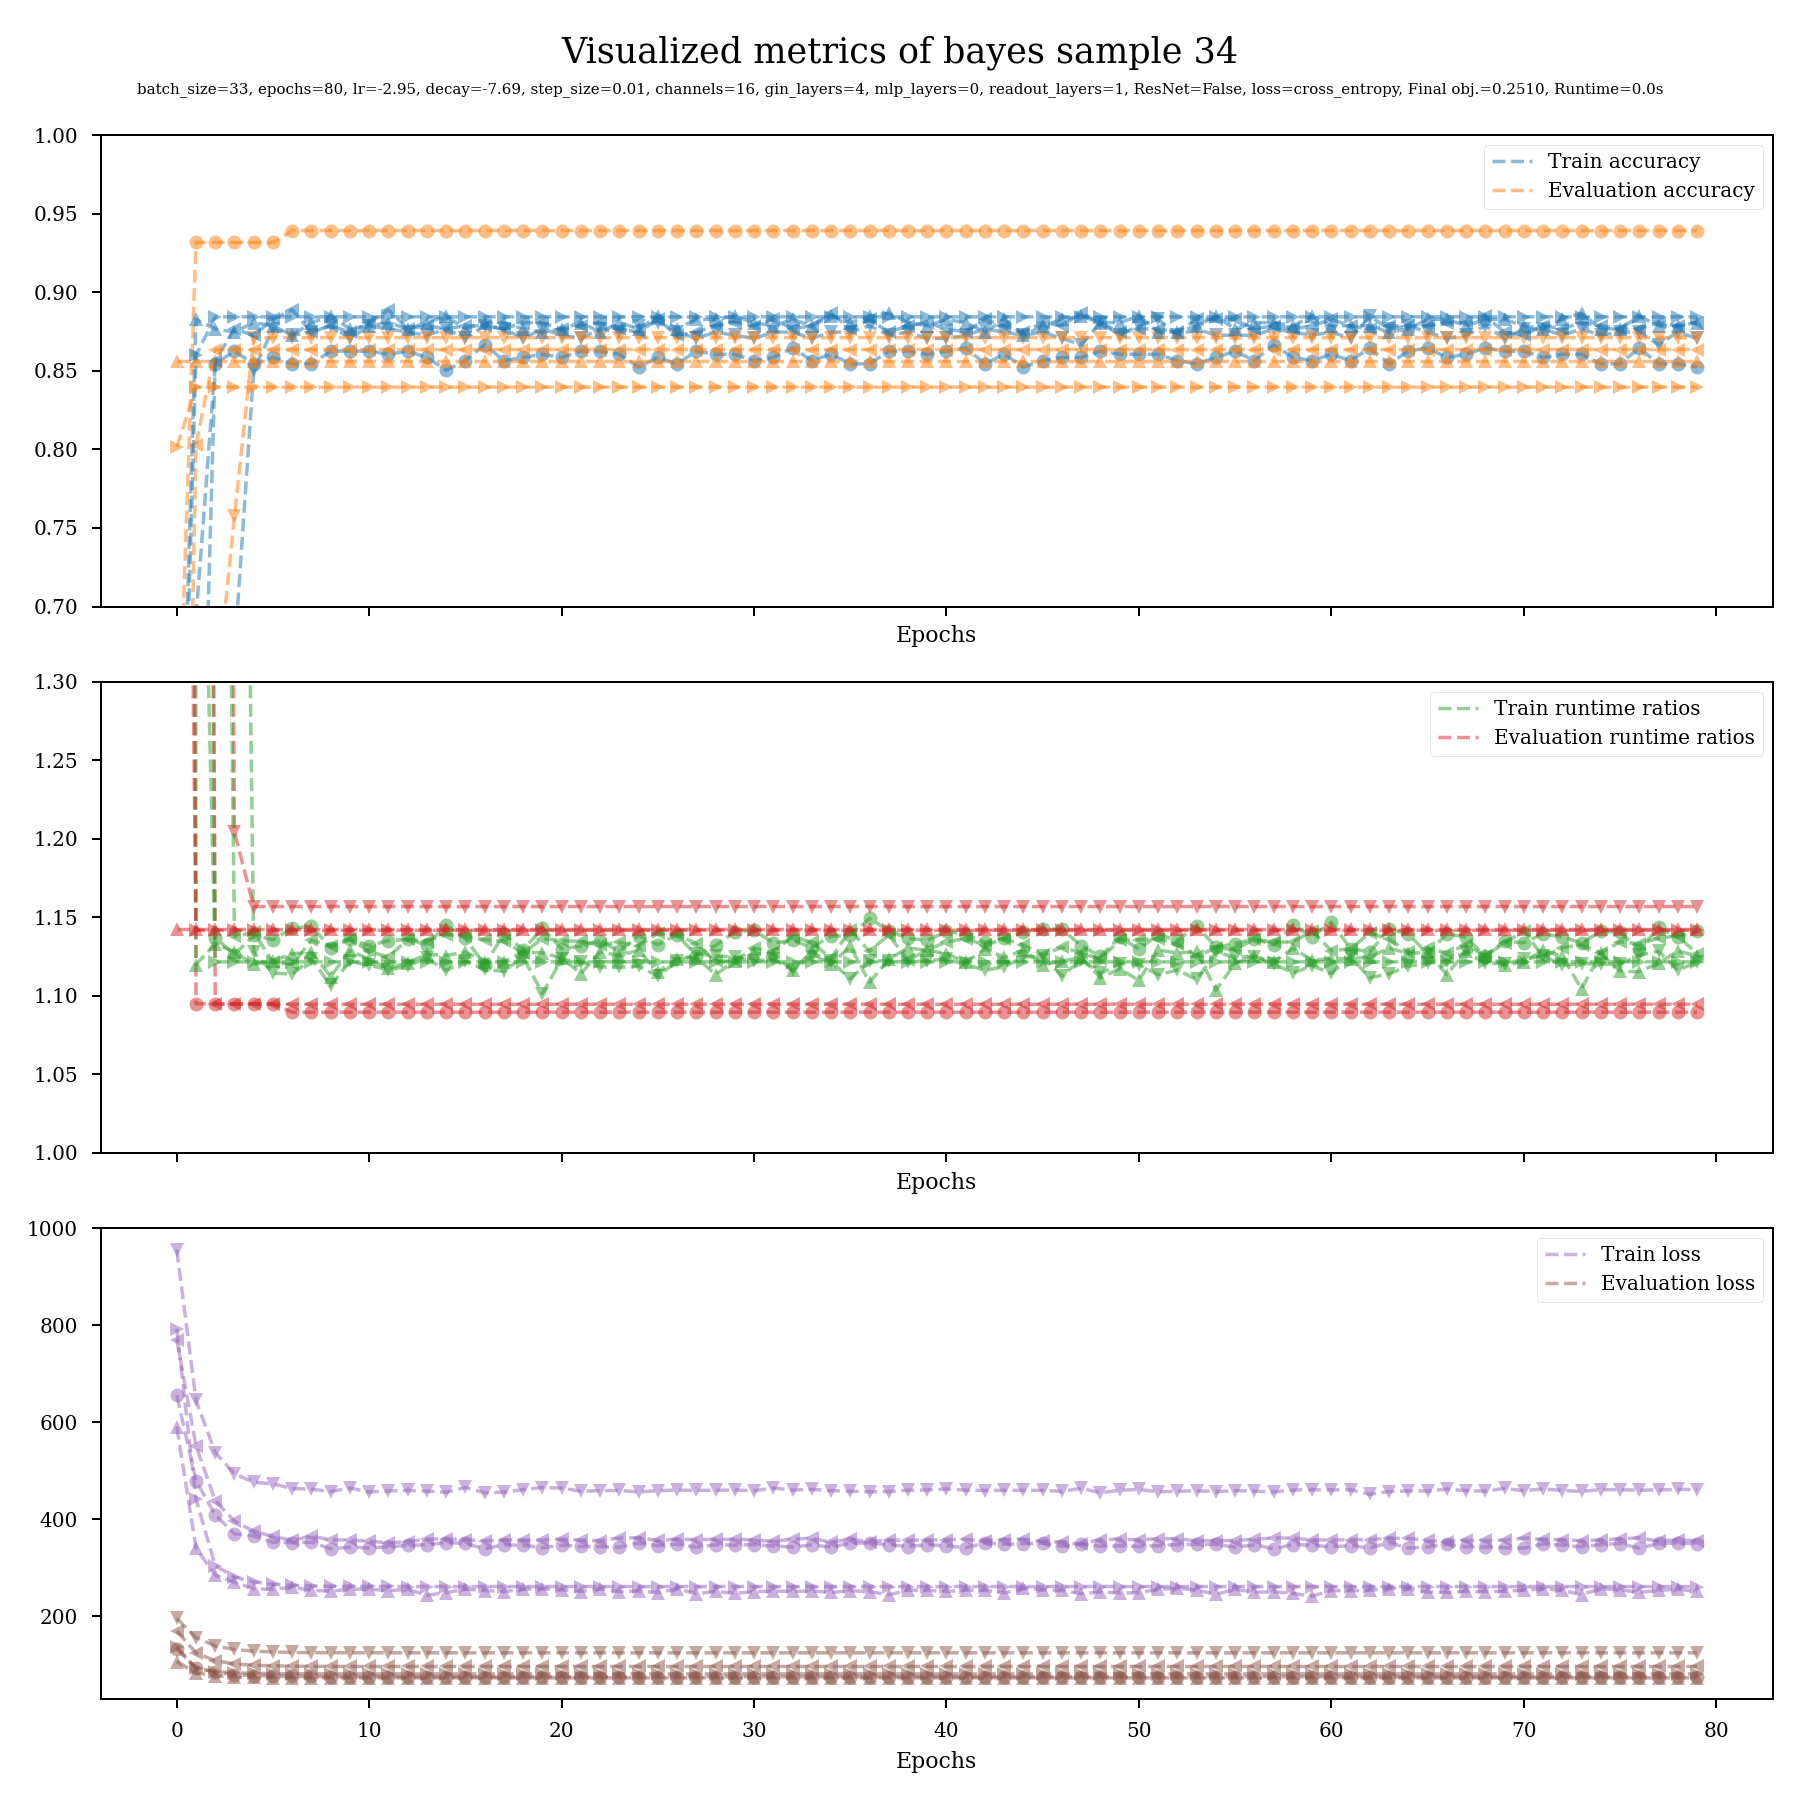 Visualized metrics of bayes sample 34
batch_size=33, epochs=80, lr=-2.95, decay=-7.69, step_size=0.01, channels=16, gin_layers=4, mlp_layers=0, readout_layers=1, ResNet=False, loss=cross_entropy, Final obj.=0.2510, Runtime=0.0s
1.00
0.95
0.90
0.85
0.80
0.75
0.70
Train accuracy
Evaluation accuracy
Epochs
1.30
1.25
1.20
1.15
1.10
1.05
1.00
Train runtime ratios
Evaluation runtime ratios
Epochs
1000
800
600
400
200
Train loss
Evaluation loss
0 10 20 30 40 50 60 70 80
Epochs